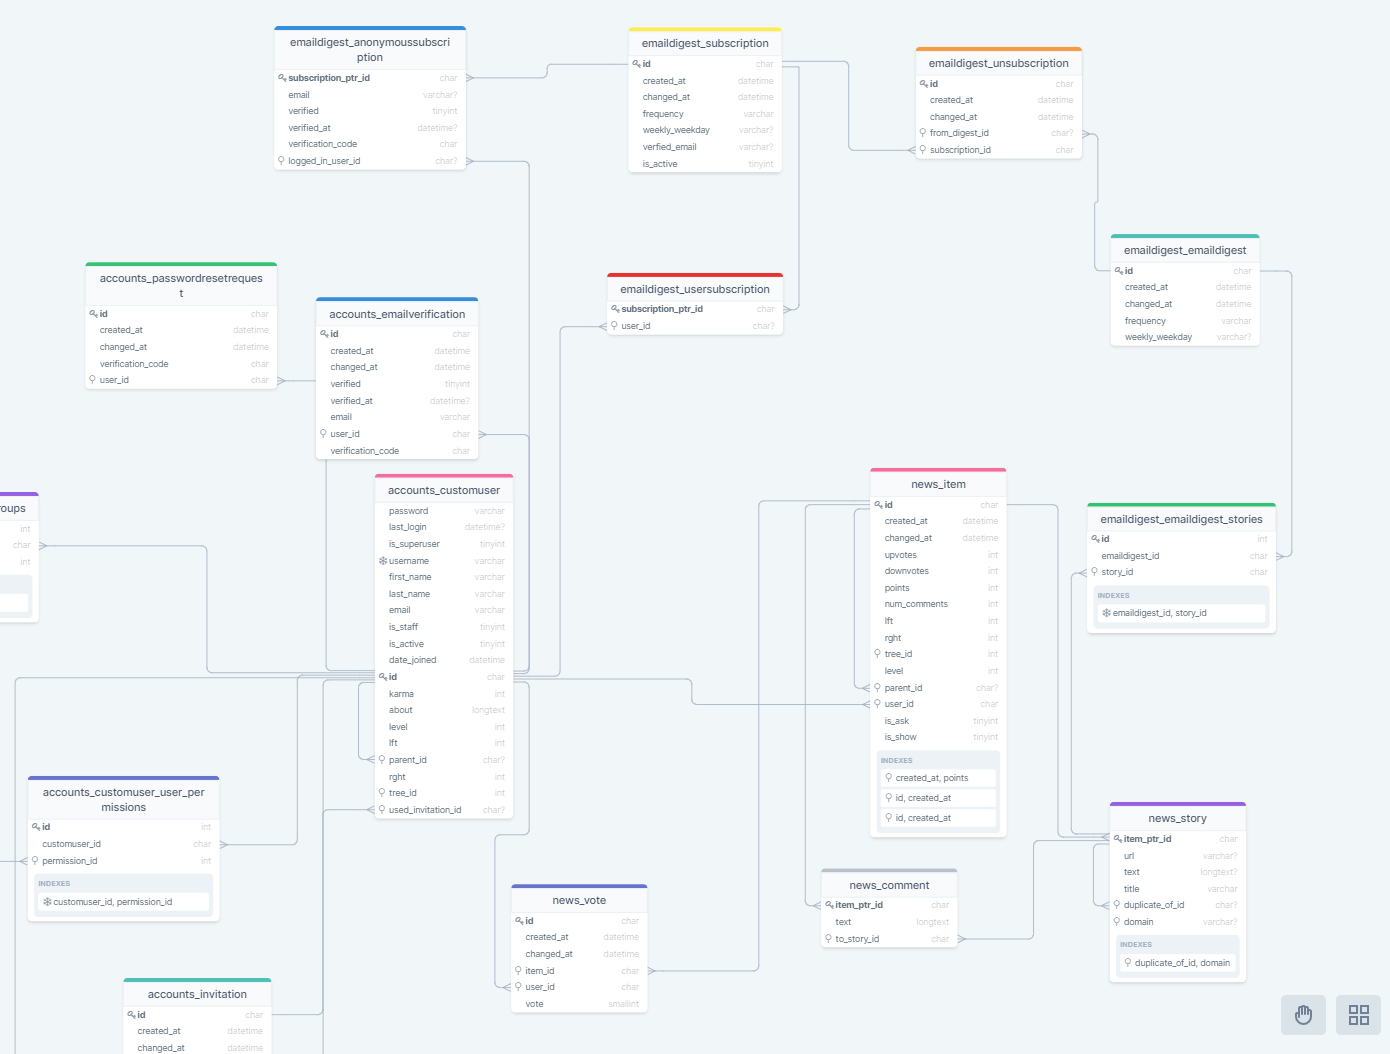 emaildigest_anonymoussubscri
ption
subscription_ptr_id char
email varchar?
verified tinyint
verified_at datetime?
verification_code char
logged_in_user_id char?
emaildigest_subscription
id char
created_at datetime
changed_at datetime
frequency varchar
weekly_weekday varchar?
verfied_email varchar?
is_active tinyint
emaildigest_unsubscription
id char
created_at datetime
changed_at datetime
from_digest_id char?
subscription_id char
emaildigest_emaildigest
id char
created_at datetime
changed_at datetime
frequency varchar
weekly_weekday varchar?
accounts_passwordresetreques
t
id char
created_at datetime
changed_at datetime
verification_code char
user_id char
accounts_emailverification
id char
created_at datetime
changed_at datetime
verified tinyint
verified_at datetime?
email varchar
user_id char
verification_code char
emaildigest_usersubscription
subscription_ptr_id char
user_id char?
oups
int
char
int
accounts_customuser
password varchar
last_login datetime?
is_superuser tinyint
username varchar
first_name varchar
last_name varchar
email varchar
is_staff tinyint
is_active tinyint
date_joined datetime
id char
karma int
about longtext
level int
lft int
parent_id char?
rght int
tree_id int
used_invitation_id char?
news_item
id char
created_at datetime
changed_at datetime
upvotes int
downvotes int
points int
num_comments int
lft int
rght int
tree_id int
level int
parent_id char?
user_id char
is_ask tinyint
is_show tinyint
INDEXES
created_at, points
id, created_at
id, created_at
emaildigest_emaildigest_stories
id int
emaildigest_id char
story_id char
INDEXES
emaildigest_id, story_id
accounts_customuser_user_per
missions
id int
customuser_id char
permission_id int
INDEXES
customuser_id, permission_id
news_vote
id char
created_at datetime
changed_at datetime
item_id char
user_id char
vote smallint
news_comment
item_ptr_id char
text longtext
to_story_id char
news_story
item_ptr_id char
url varchar?
text longtext?
title varchar
duplicate_of_id char?
domain varchar?
INDEXES
duplicate_of_id, domain
accounts_invitation
id char
created_at datetime
changed_at datetime